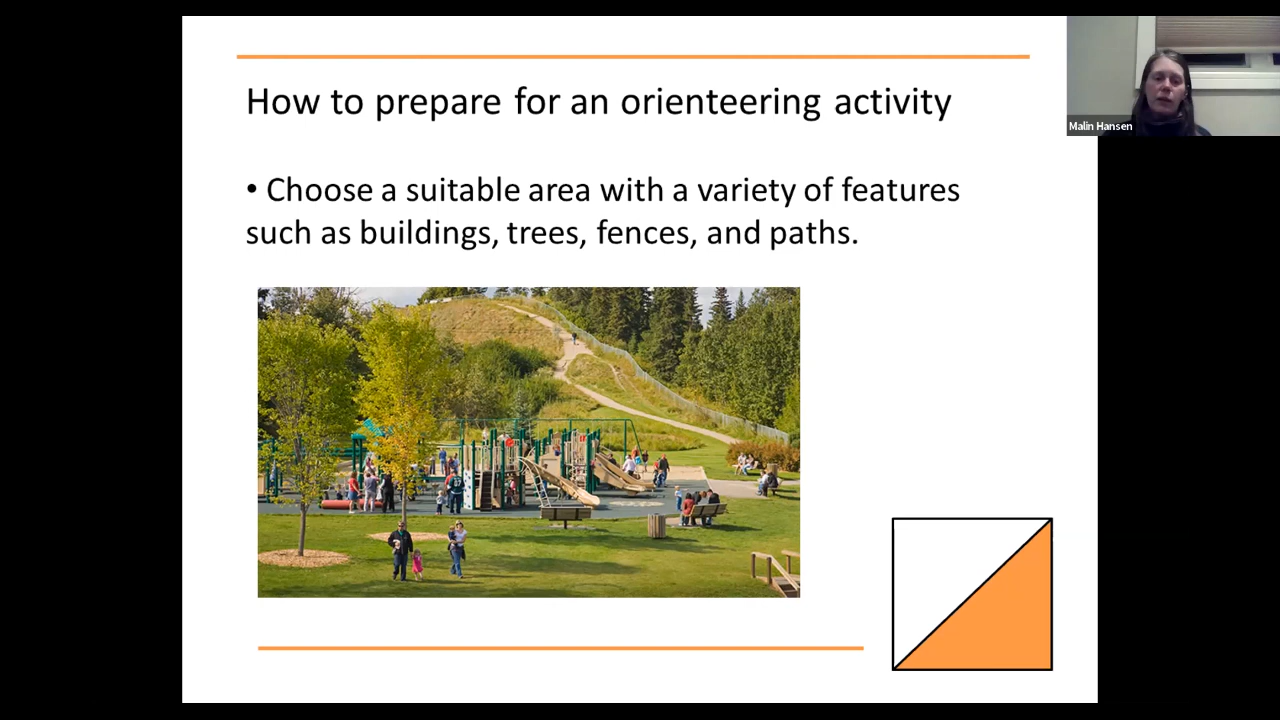 How to prepare for an orienteering activity
• Choose a suitable area with a variety of features
such as buildings, trees, fences, and paths.
Malin Hansen